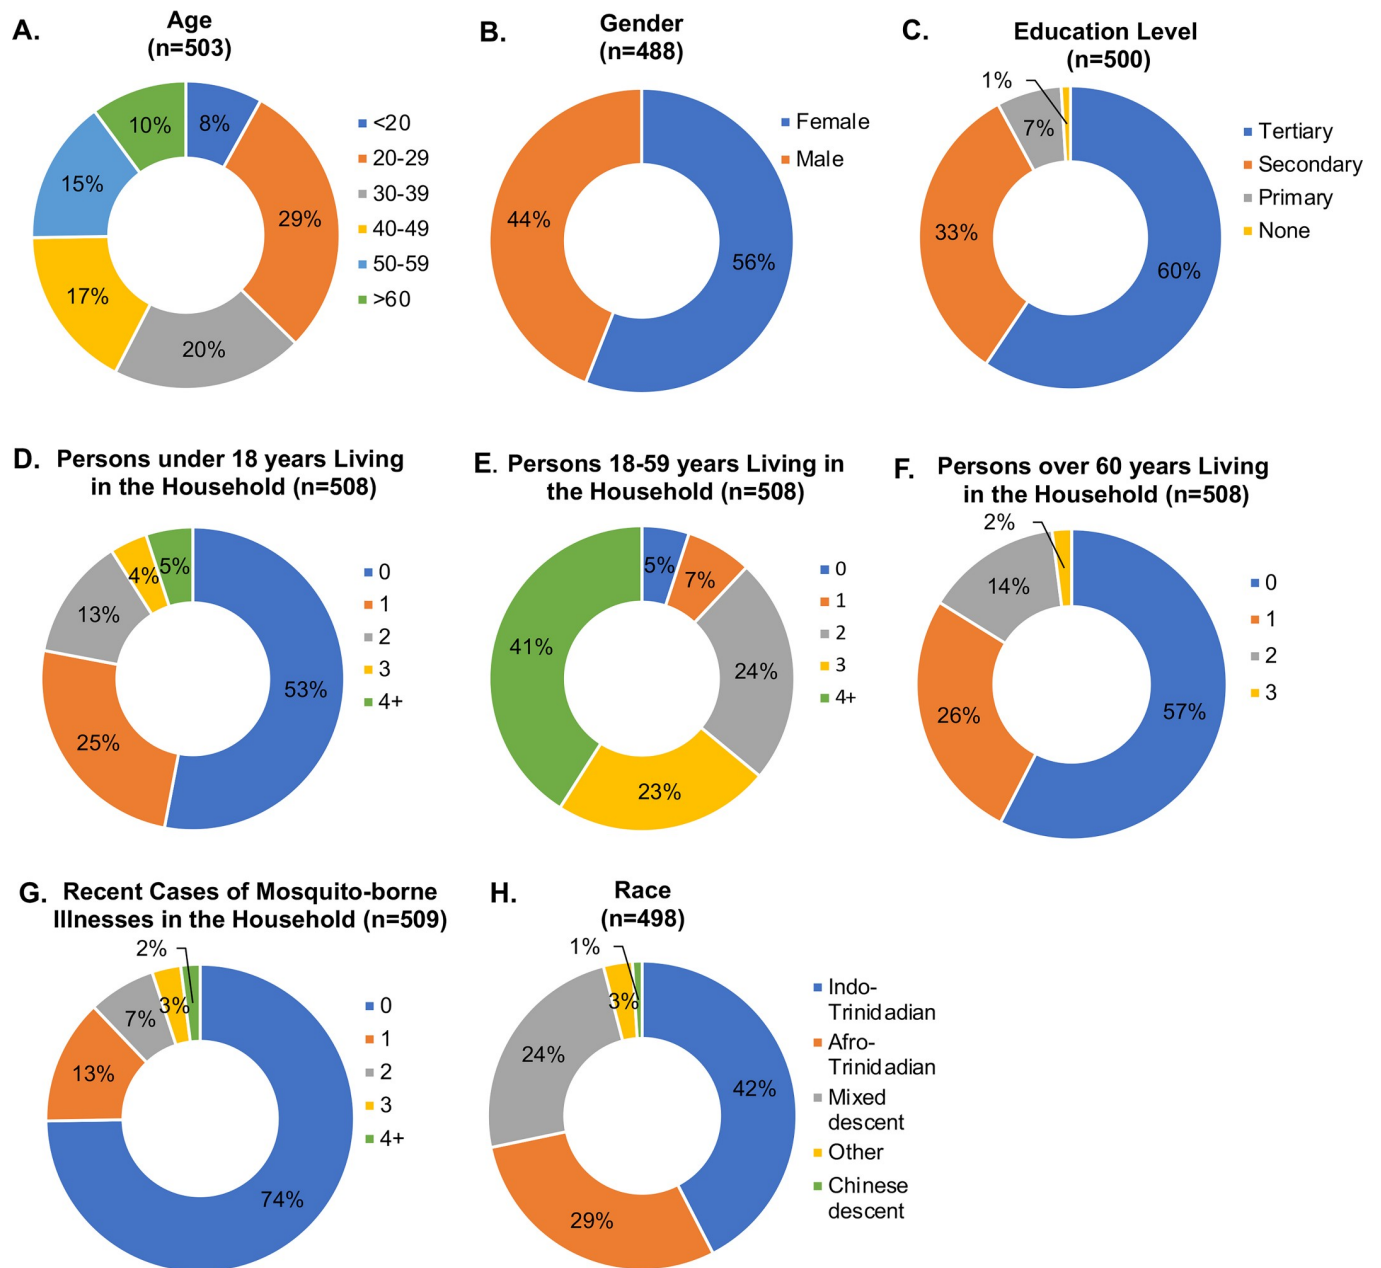 A.
Age
(n=503)
8%
29%
20%
17%
15%
10%
<20
20-29
30-39
40-49
50-59
>60
B.
Gender
(n=488)
56%
44%
Female
Male
C.
Education Level
(n=500)
1%
7%
33%
60%
Tertiary
Secondary
Primary
None
D.
Persons under 18 years Living
in the Household (n=508)
53%
25%
13%
4%
5%
0
1
2
3
4+
E.
Persons 18-59 years Living in
the Household (n=508)
5%
7%
24%
23%
41%
0
1
2
3
4+
F.
Persons over 60 years Living
in the Household (n=508)
2%
14%
26%
57%
0
1
2
3
G.
Recent Cases of Mosquito-borne
Illnesses in the Household (n=509)
2%
3%
7%
13%
74%
0
1
2
3
4+
H.
Race
(n=498)
1%
3%
24%
42%
29%
Indo-
Trinidadian
Afro-
Trinidadian
Mixed
descent
Other
Chinese
descent